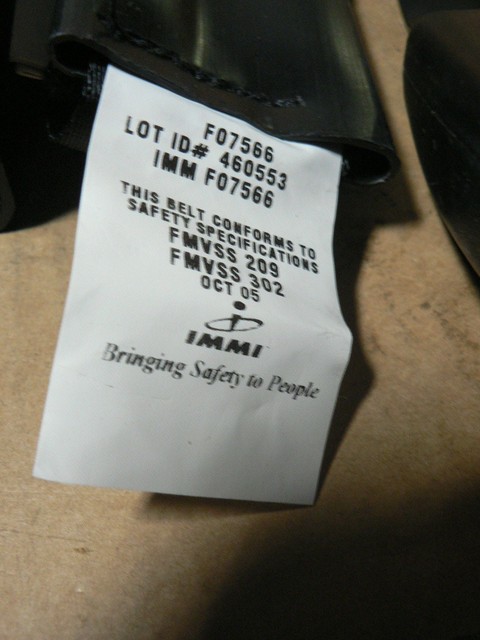 F07566
LOT ID# 460553
IMM F07566
THIS BELT CONFORMS TO
SAFETY SPECIFICATIONS
FMVSS 209
FMVSS 302
OCT 05
IMMI
Bringing Safety to People